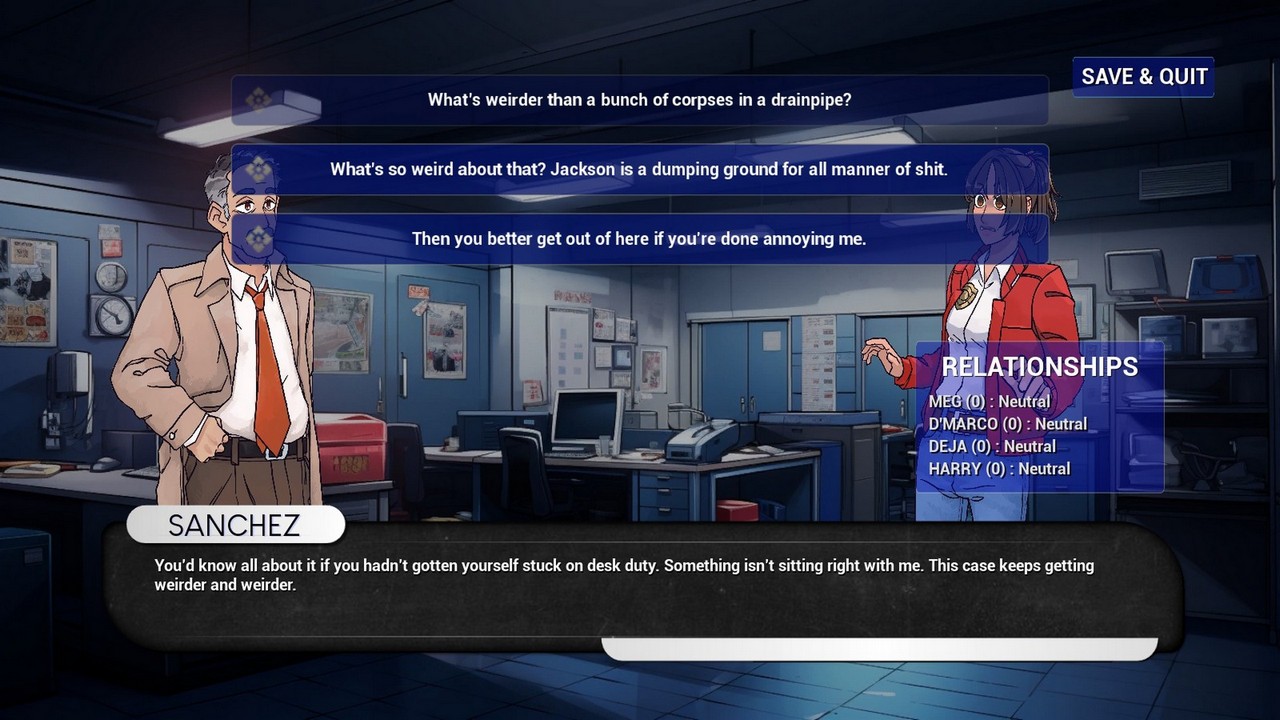 SAVE & QUIT
What's weirder than a bunch of corpses in a drainpipe?
What's so weird about that? Jackson is a dumping ground for all manner of shit.
Then you better get out of here if you're done annoying me.
RELATIONSHIPS
MEG (0) : Neutral
D'MARCO (0) : Neutral
DEJA (0) : Neutral
HARRY (0) : Neutral
SANCHEZ
You'd know all about it if you hadn't gotten yourself stuck on desk duty. Something isn't sitting right with me. This case keeps getting
weirder and weirder.